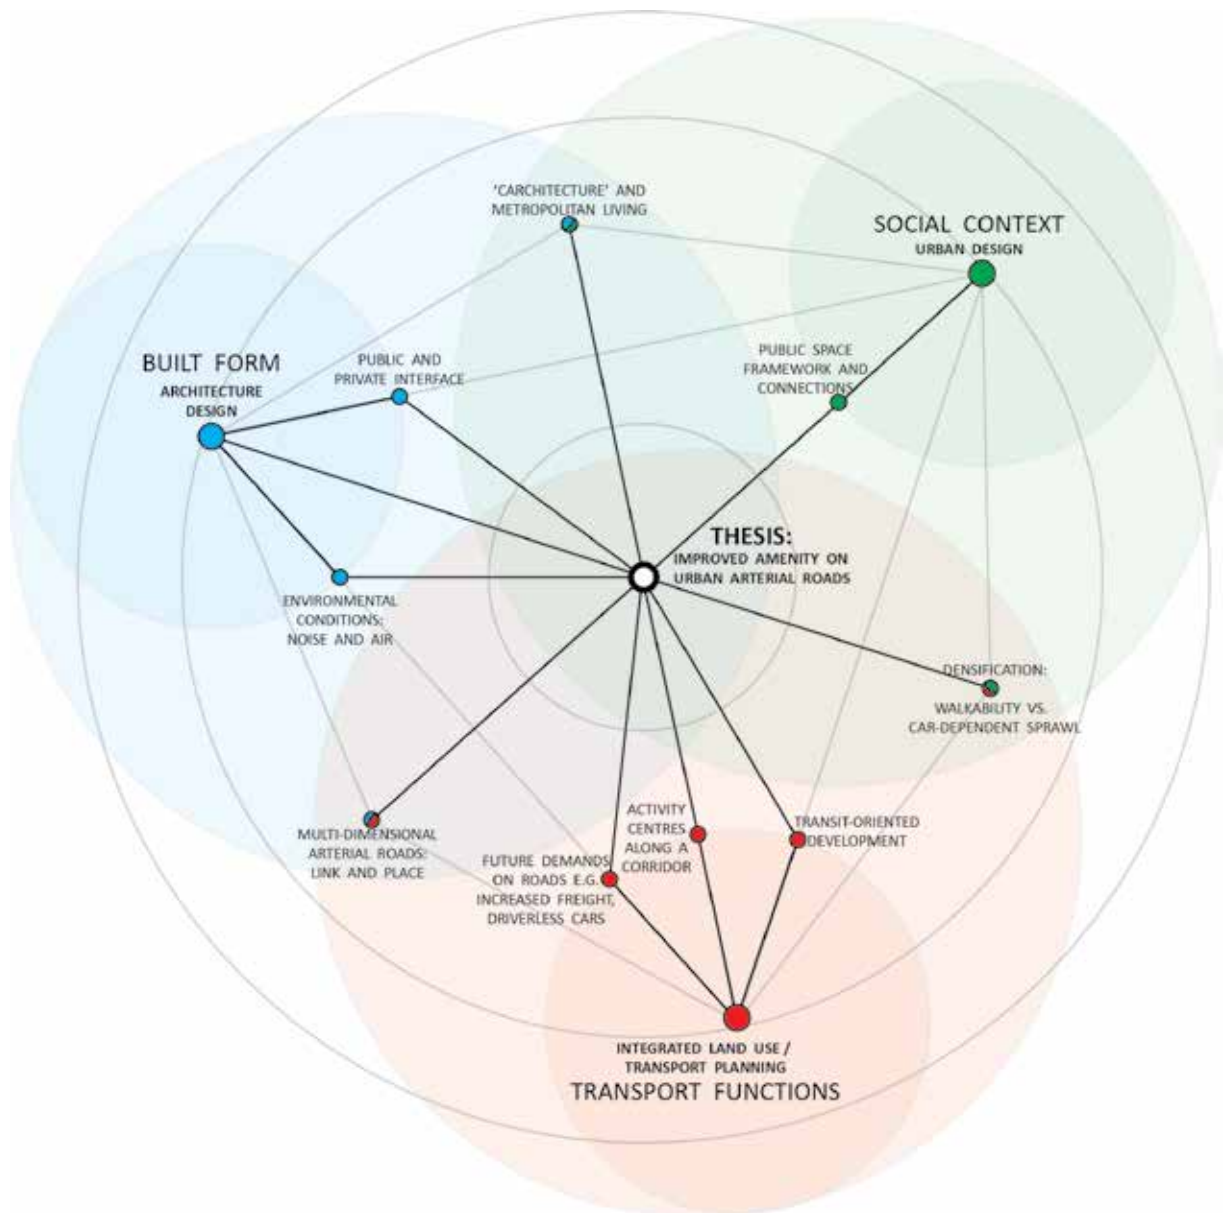 'CARCHITECTURE' AND
METROPOLITAN LIVING
SOCIAL CONTEXT
URBAN DESIGN
BUILT FORM
ARCHITECTURE
DESIGN
PUBLIC AND
PRIVATE INTERFACE
PUBLIC SPACE
FRAMEWORK AND
CONNECTIONS
THESIS:
IMPROVED AMENITY ON
URBAN ARTERIAL ROADS
ENVIRONMENTAL
CONDITIONS:
NOISE AND AIR
DENSIFICATION:
WALKABILITY VS.
CAR-DEPENDENT SPRAWL
MULTI-DIMENSIONAL
ARTERIAL ROADS:
LINK AND PLACE
FUTURE DEMANDS
ON ROADS E.G.
INCREASED FREIGHT,
DRIVERLESS CARS
ACTIVITY
CENTRES
ALONG A
CORRIDOR
TRANSIT-ORIENTED
DEVELOPMENT
INTEGRATED LAND USE /
TRANSPORT PLANNING
TRANSPORT FUNCTIONS